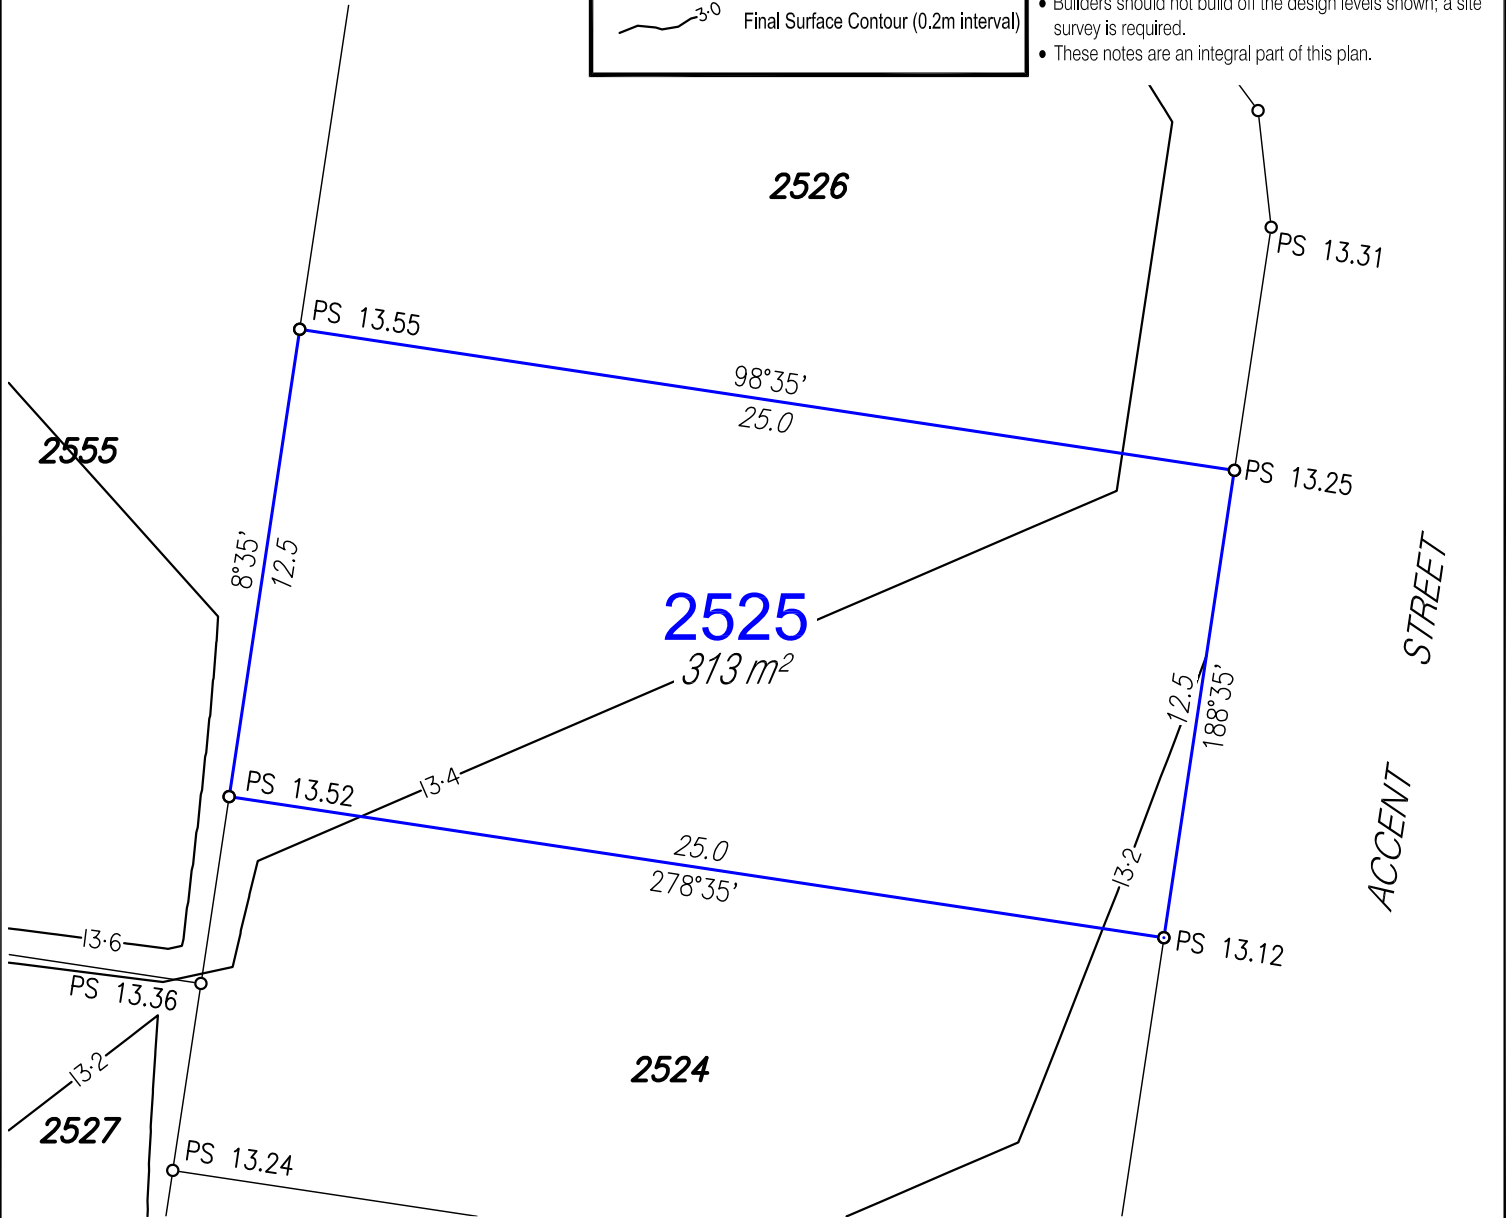 3·0
Final Surface Contour (0.2m interval)
• Builders should not build off the design levels shown; a site
survey is required.
• These notes are an integral part of this plan.
2526
PS 13.31
PS 13.55
98°35'
25.0
2555
PS 13.25
8°35'
12.5
STREET
2525
313 m²
12.5
188°35'
PS 13.52
13·4
ACCENT
25.0
278°35'
13·2
13·6
PS 13.12
PS 13.36
13·2
2524
2527
PS 13.24